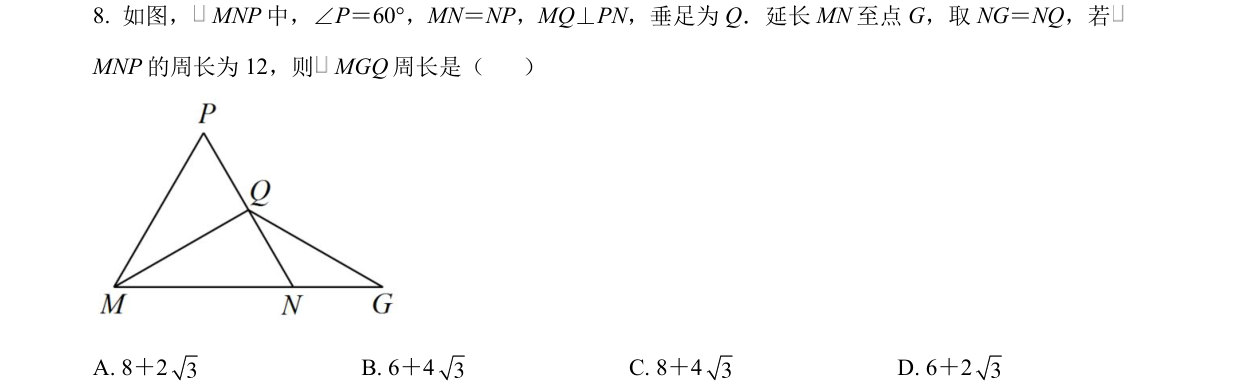 8. 如图，⊔ MNP 中，∠P＝60°，MN＝NP，MQ⊥PN，垂足为 Q．延长 MN 至点 G，取 NG＝NQ，若⊔
MNP 的周长为 12，则⊔ MGQ 周长是（　　）
P
Q
M N G
A. 8＋2√3 B. 6＋4√3 C. 8＋4√3 D. 6＋2√3